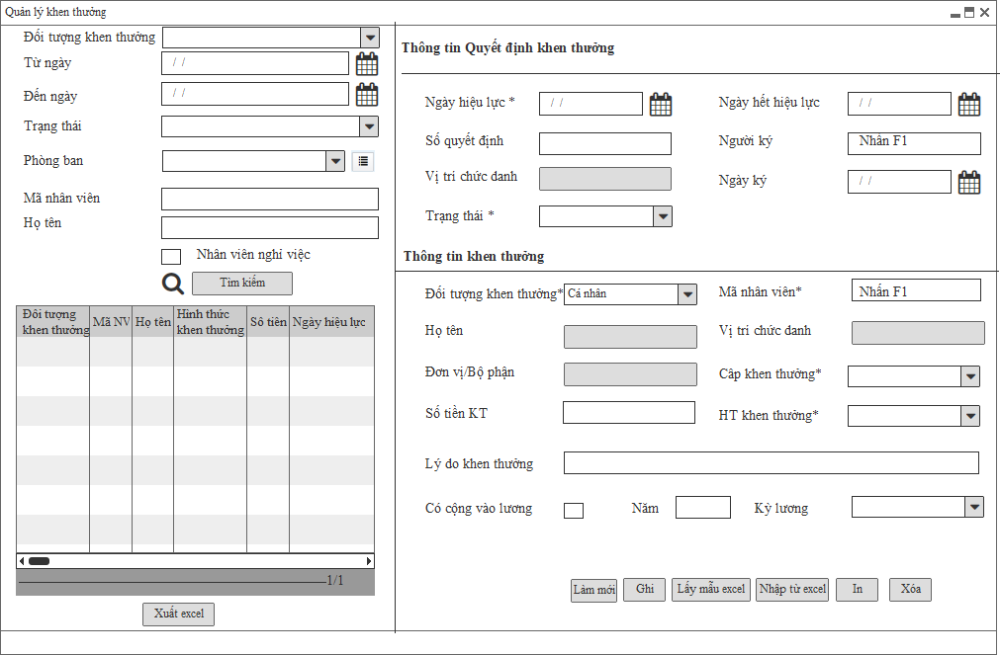 Quản lý khen thưởng
Đối tượng khen thưởng
Từ ngày
/ /
Đến ngày
/ /
Trạng thái
Phòng ban
Mã nhân viên
Họ tên
Nhân viên nghỉ việc
Tìm kiếm
Đối tượng khen thưởng
Mã NV
Họ tên
Hình thức khen thưởng
Số tiền
Ngày hiệu lực
1/1
Xuất excel
Thông tin Quyết định khen thưởng
Ngày hiệu lực *
/ /
Ngày hết hiệu lực
/ /
Số quyết định
Người ký
Nhấn F1
Vị trí chức danh
Ngày ký
/ /
Trạng thái *
Thông tin khen thưởng
Đối tượng khen thưởng*
Cá nhân
Mã nhân viên*
Nhấn F1
Họ tên
Vị trí chức danh
Đơn vị/Bộ phận
Cấp khen thưởng*
Số tiền KT
HT khen thưởng*
Lý do khen thưởng
Có cộng vào lương
Năm
Kỳ lương
Làm mới
Ghi
Lấy mẫu excel
Nhập từ excel
In
Xóa